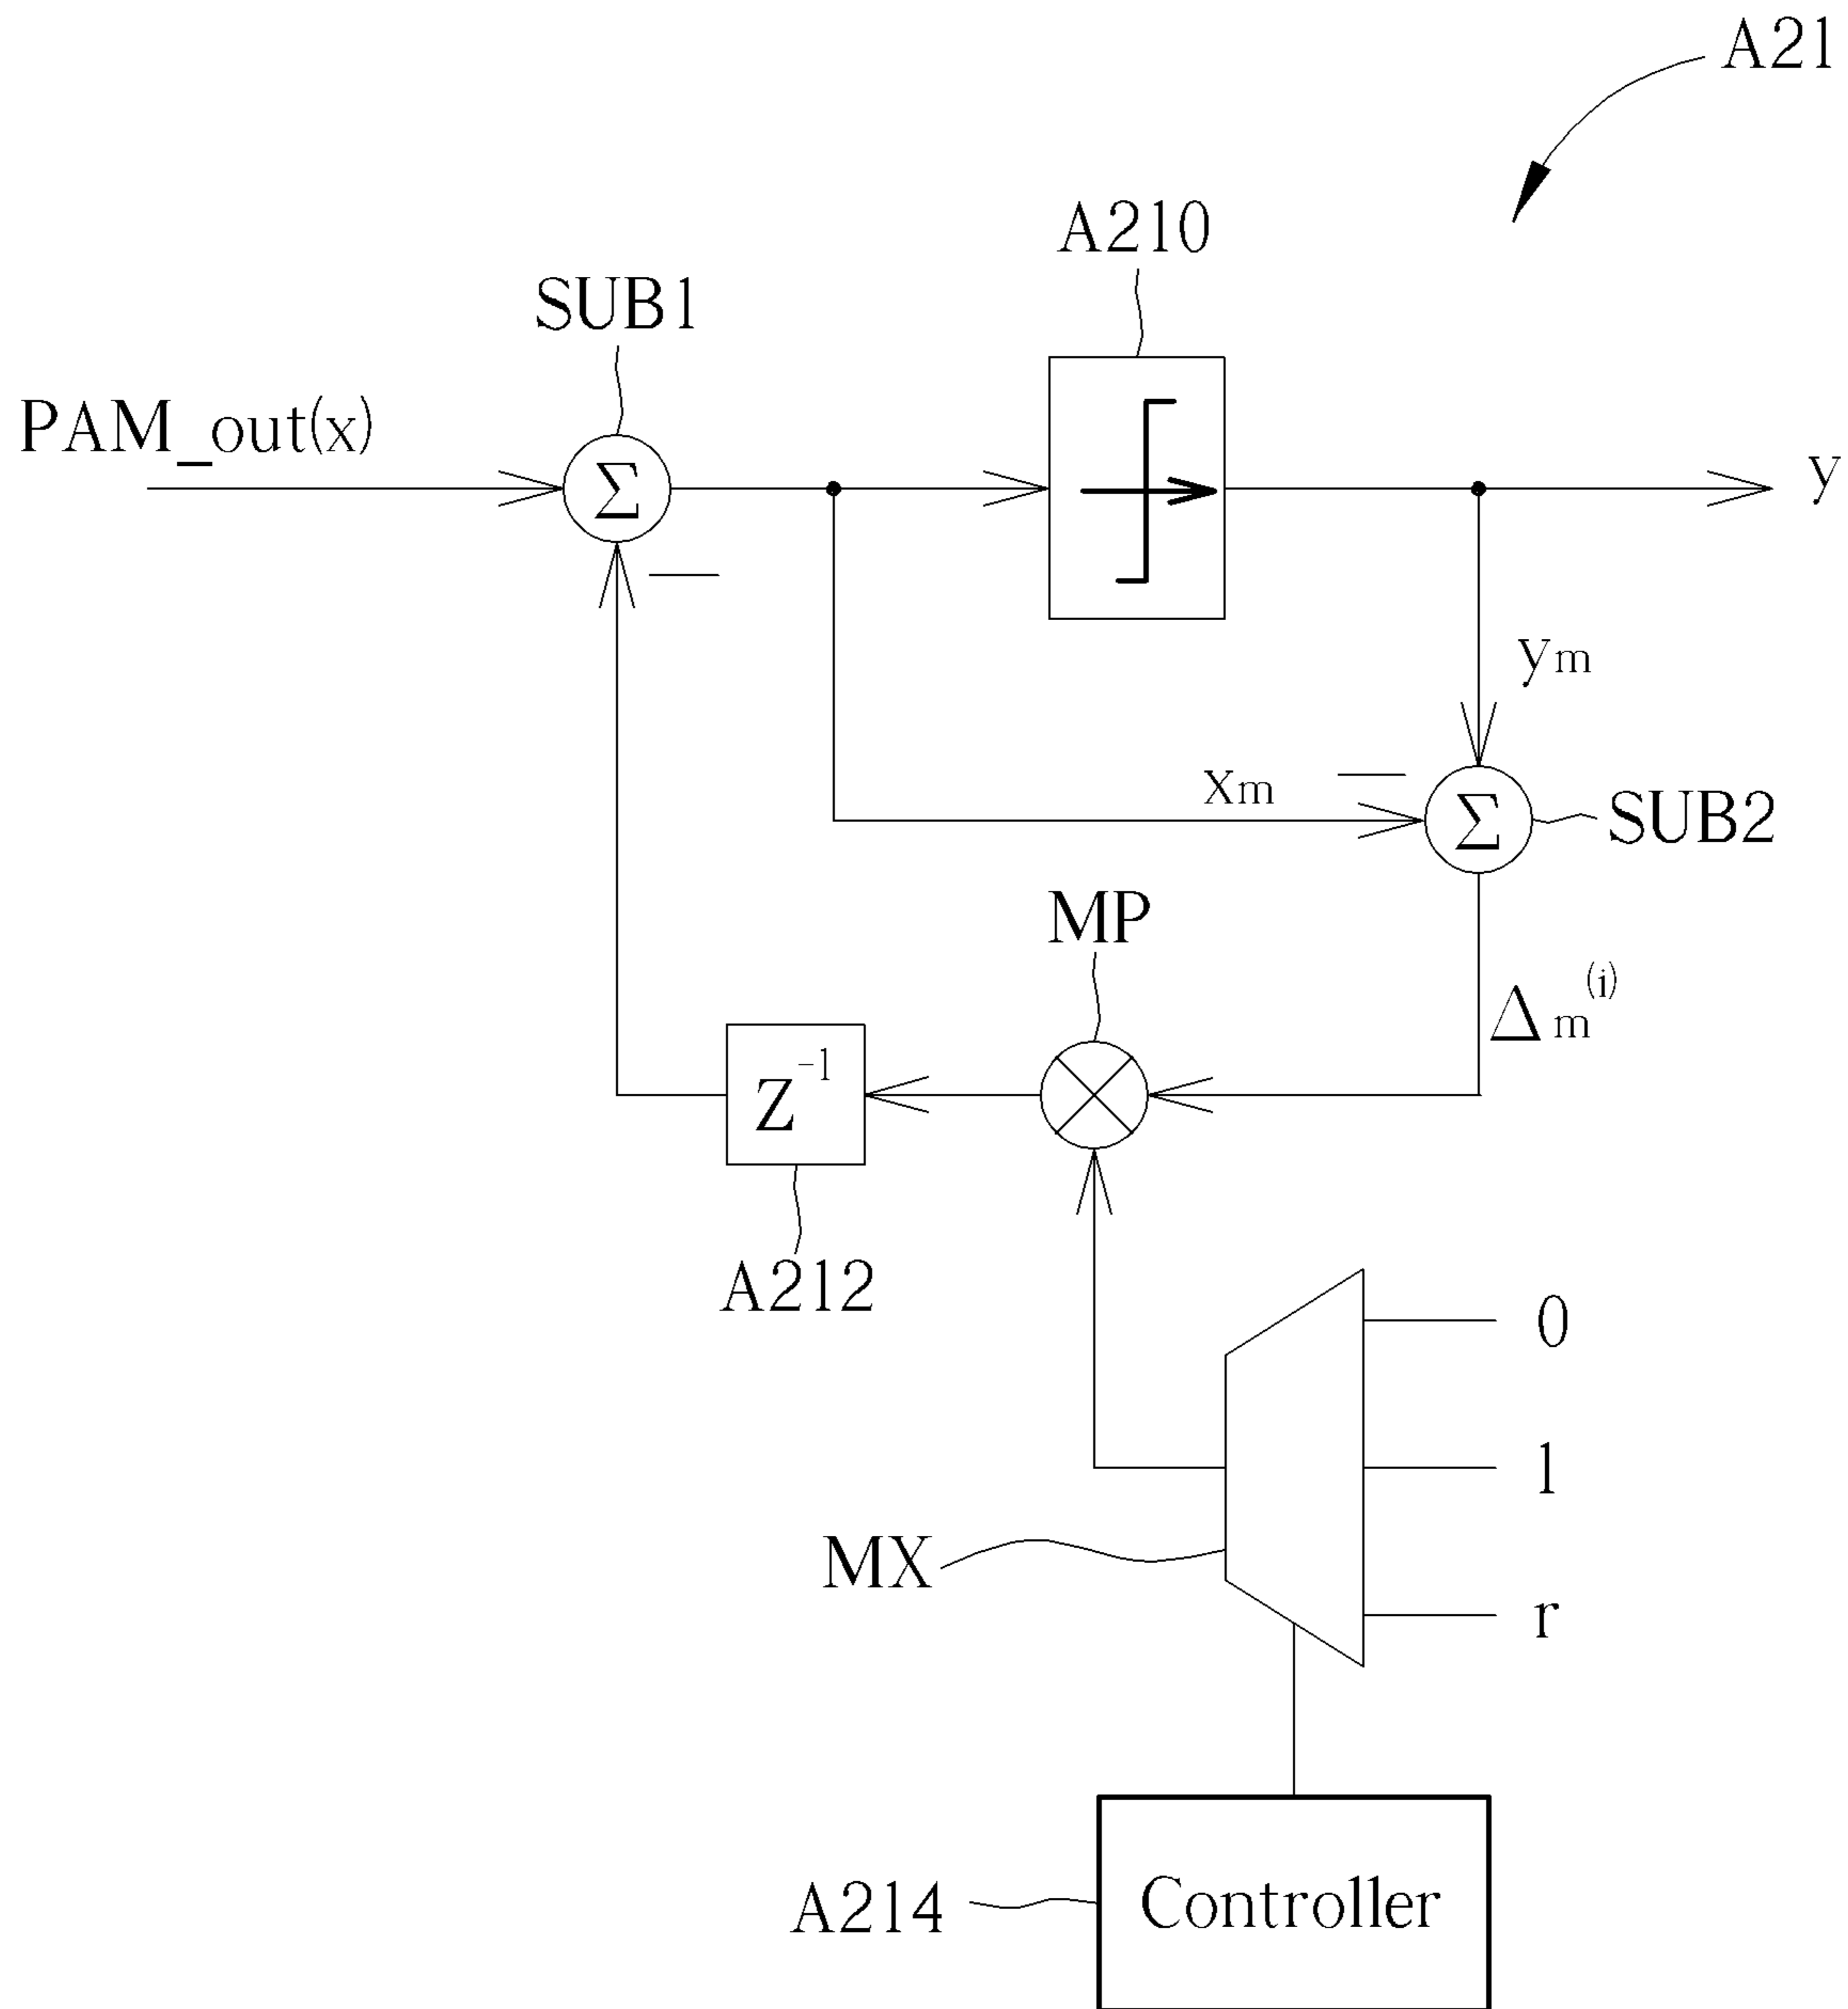 A21
A210
SUB1
PAM_out(x)
Σ
y
ym
xm
Σ
SUB2
MP
Δm(i)
Z-1
A212
0
1
MX
r
A214
Controller